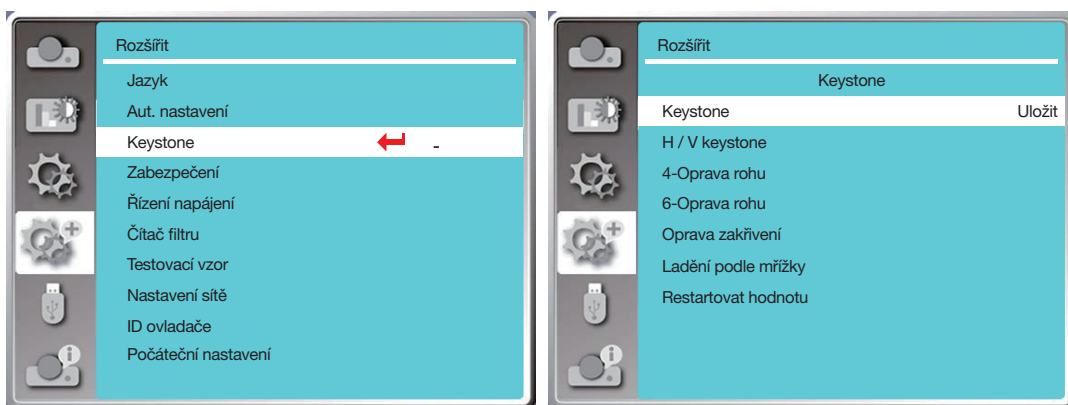 Rozšířit
Jazyk
Aut. nastavení
Keystone -
Zabezpečení
Řízení napájení
Čítač filtru
Testovací vzor
Nastavení sítě
ID ovladače
Počáteční nastavení
Rozšířit
Keystone
Keystone Uložit
H / V keystone
4-Oprava rohu
6-Oprava rohu
Oprava zakřivení
Ladění podle mřížky
Restartovat hodnotu